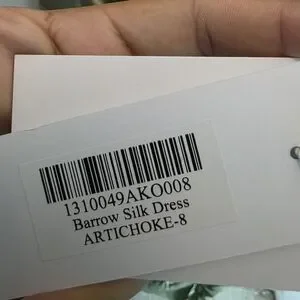 1310049AKO008
Barrow Silk Dress
ARTICHOKE-8